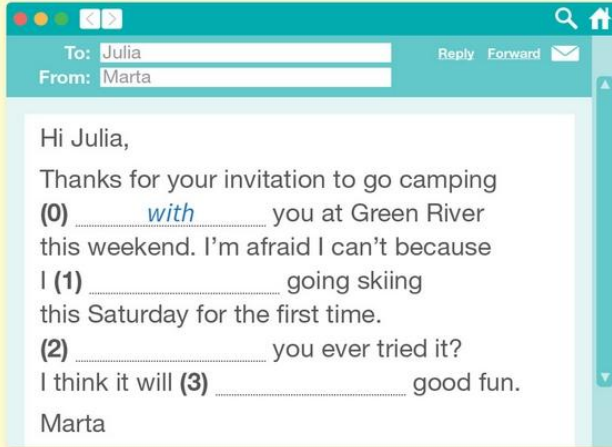 To: Julia
Reply Forward
From: Marta
Hi Julia,
Thanks for your invitation to go camping
(0) with you at Green River
this weekend. I'm afraid I can't because
I (1) going skiing
this Saturday for the first time.
(2) you ever tried it?
I think it will (3) good fun.
Marta